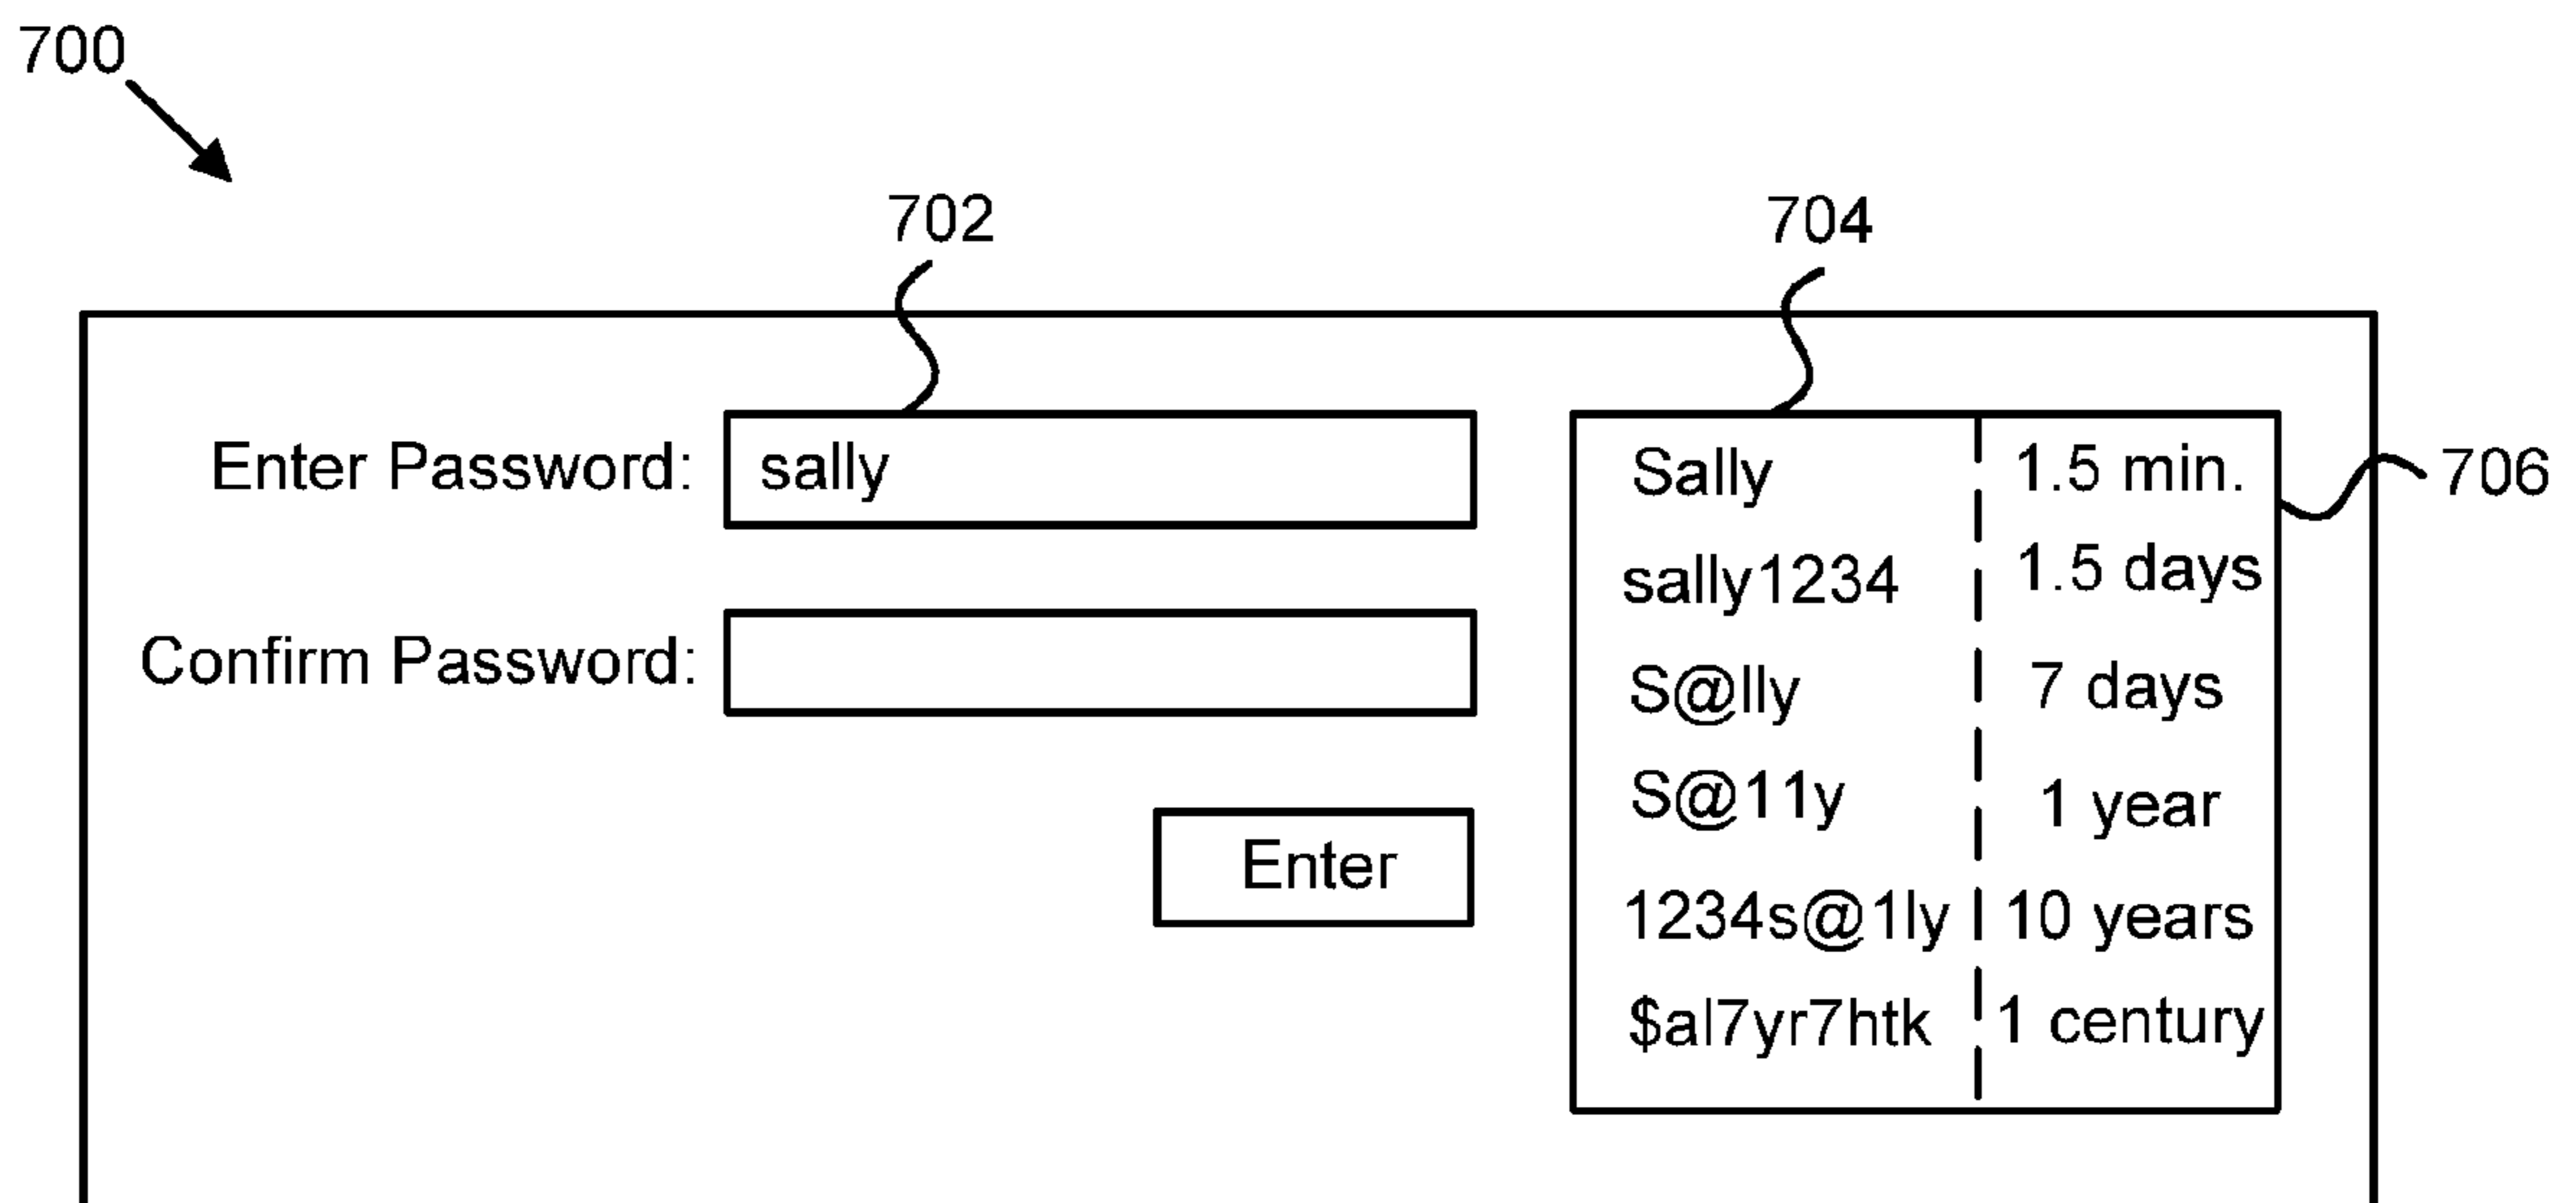 700
702
704
Enter Password: sally
Sally 1.5 min.
706
sally1234 1.5 days
Confirm Password:
S@lly 7 days
S@11y 1 year
Enter
1234s@1ly 10 years
$al7yr7htk 1 century